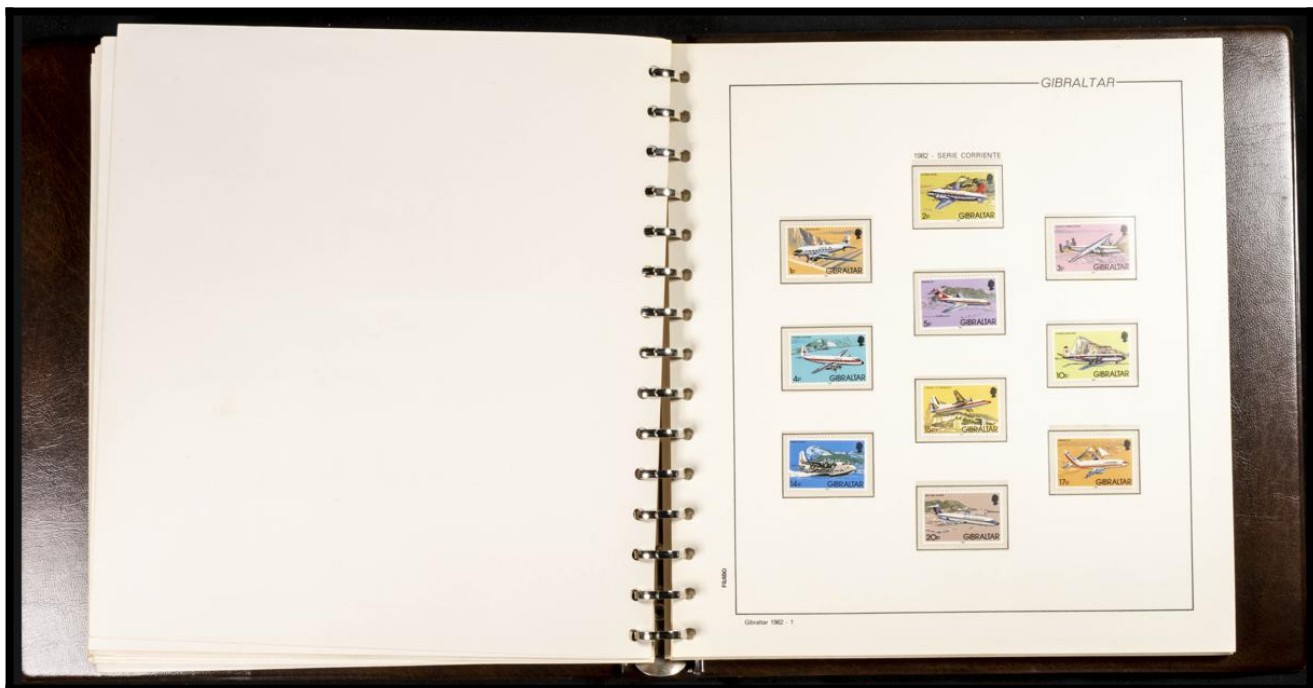 GIBRALTAR
1982 - SERIE CORRIENTE
2p GIBRALTAR
1p GIBRALTAR
3p GIBRALTAR
5p GIBRALTAR
4p GIBRALTAR
10p GIBRALTAR
15p GIBRALTAR
14p GIBRALTAR
17p GIBRALTAR
20p GIBRALTAR
FILABO
Gibraltar 1982 - 1